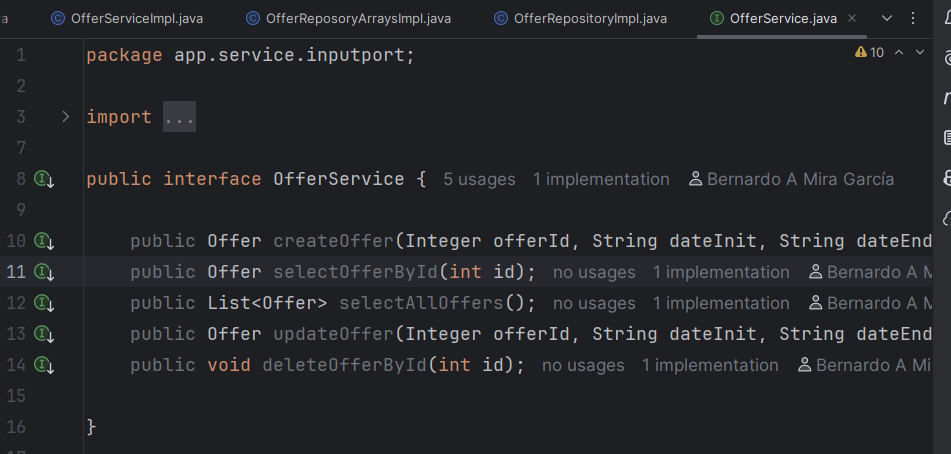 a OfferServiceImpl.java OfferReposoryArraysImpl.java OfferRepositoryImpl.java OfferService.java
1 package app.service.inputport; 10
2
3 import ...
7
8 public interface OfferService { 5 usages 1 implementation Bernardo A Mira García
9
10 public Offer createOffer(Integer offerId, String dateInit, String dateEnd
11 public Offer selectOfferById(int id); no usages 1 implementation Bernardo A M
12 public List<Offer> selectAllOffers(); no usages 1 implementation Bernardo A M
13 public Offer updateOffer(Integer offerId, String dateInit, String dateEnd
14 public void deleteOfferById(int id); no usages 1 implementation Bernardo A Mi
15
16 }